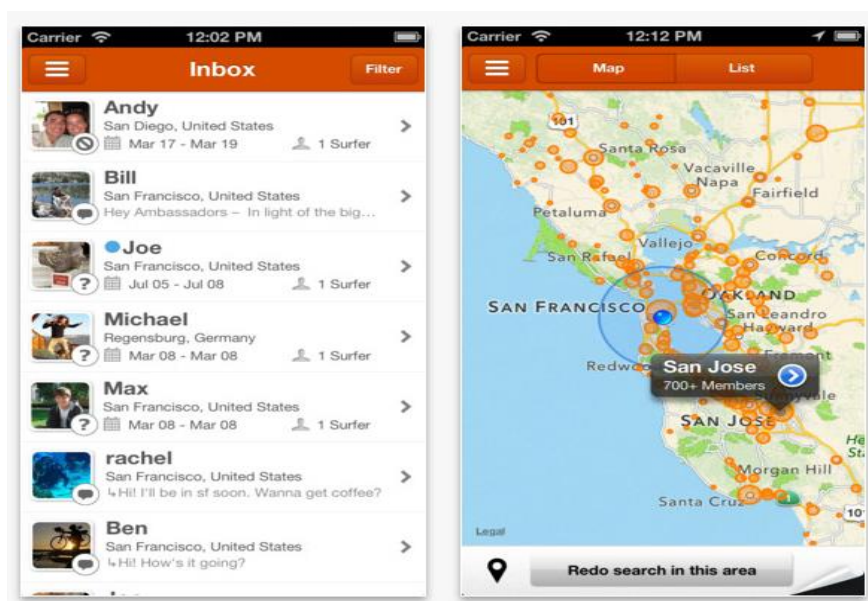 Carrier 12:02 PM
Inbox Filter
Andy
San Diego, United States
Mar 17 - Mar 19 1 Surfer
Bill
San Francisco, United States
Hey Ambassadors – In light of the big...
Joe
San Francisco, United States
? Jul 05 - Jul 08 1 Surfer
Michael
Regensburg, Germany
? Mar 08 - Mar 08 1 Surfer
Max
San Francisco, United States
? Mar 08 - Mar 08 1 Surfer
rachel
San Francisco, United States
↳Hi! I'll be in sf soon. Wanna get coffee?
Ben
San Francisco, United States
↳Hi! How's it going?
Carrier 12:12 PM
Map List
101
Santa Rosa
Vacaville
Napa
Fairfield
Petaluma
Vallejo
San Rafael
Concord
SAN FRANCISCO
OAKLAND
San Leandro
Hayward
Fremont
San Jose
700+ Members
SAN JOSE
Morgan Hill
Santa Cruz
1
10
Legal
Redo search in this area